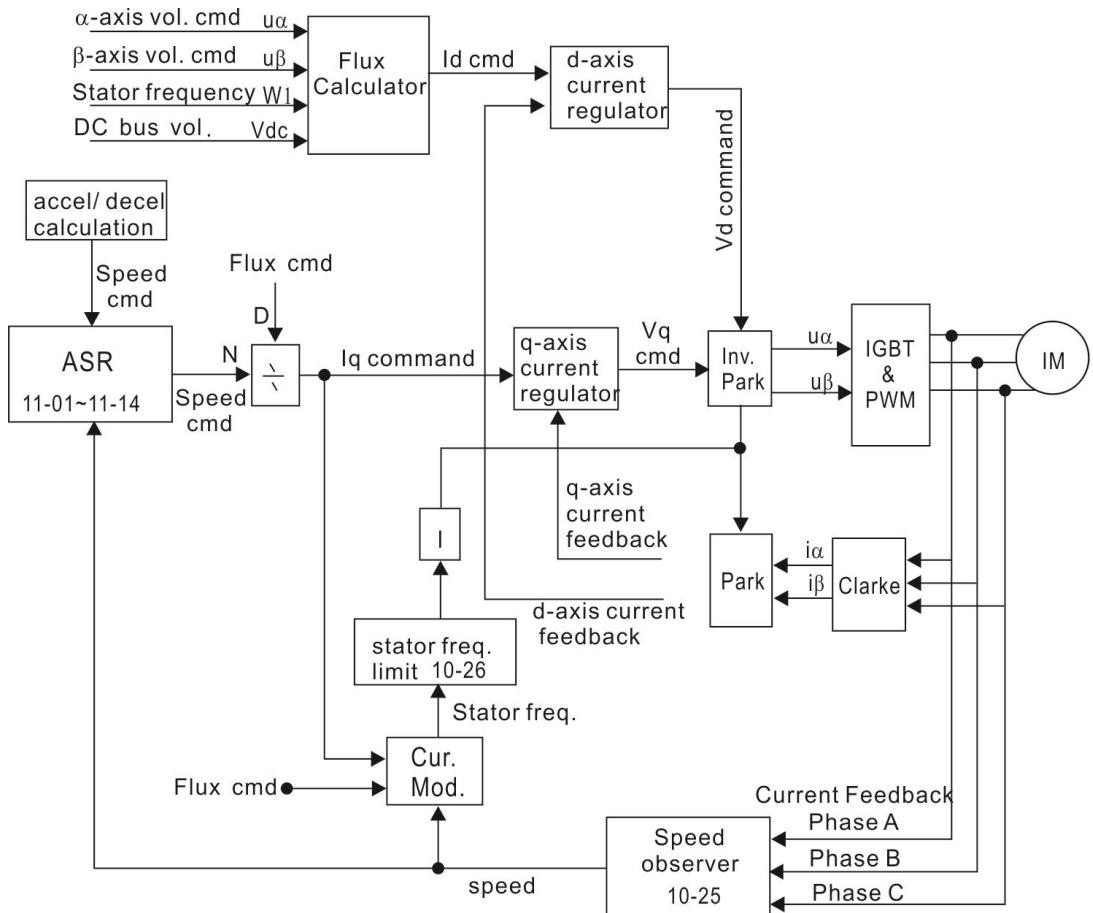 α-axis vol. cmd uα
β-axis vol. cmd uβ
Stator frequency W1
DC bus vol. Vdc
Flux
Calculator
Id cmd
d-axis
current
regulator
Vd command
accel/ decel
calculation
Speed
cmd
Flux cmd
D
ASR
11-01~11-14
N
Speed
cmd
Iq command
q-axis
current
regulator
Vq
cmd
Inv.
Park
uα
uβ
IGBT
&
PWM
IM
q-axis
current
feedback
I
d-axis current
feedback
Park
iα
iβ
Clarke
stator freq.
limit 10-26
Stator freq.
Cur.
Mod.
Flux cmd
Current Feedback
Phase A
Phase B
Phase C
Speed
observer
10-25
speed